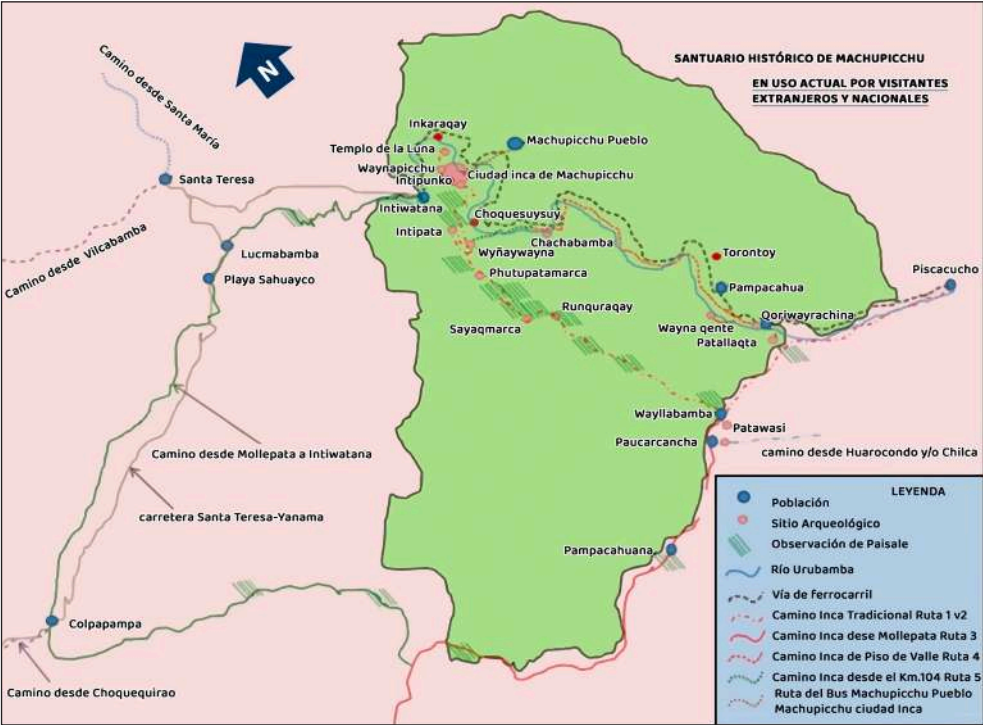 SANTUARIO HISTÓRICO DE MACHUPICCHU
EN USO ACTUAL POR VISITANTES
EXTRANJEROS Y NACIONALES
N
Camino desde Santa María
Santa Teresa
Camino desde Vilcabamba
Lucmabamba
Playa Sahuayco
Inkaraqay
Templo de la Luna
Waynapicchu
Intipunko
Machupicchu Pueblo
Ciudad inca de Machupicchu
Intiwatana
Choquesuysuy
Intipata
Chachabamba
Wyñaywayna
Phutupatamarca
Torontoy
Pampacahua
Piscacucho
Runquraqay
Sayaqmarca
Qoriwayrachina
Wayna qente
Patallaqta
Wayllabamba
Patawasi
Paucarcancha
camino desde Huarocondo y/o Chilca
Camino desde Mollepata a Intiwatana
carretera Santa Teresa-Yanama
Pampacahuana
Colpapampa
Camino desde Choquequirao
LEYENDA
Población
Sitio Arqueológico
Observación de Paisale
Río Urubamba
Vía de ferrocarril
Camino Inca Tradicional Ruta 1 v2
Camino Inca dese Mollepata Ruta 3
Camino Inca de Piso de Valle Ruta 4
Camino Inca desde el Km.104 Ruta 5
Ruta del Bus Machupicchu Pueblo
Machupicchu ciudad Inca